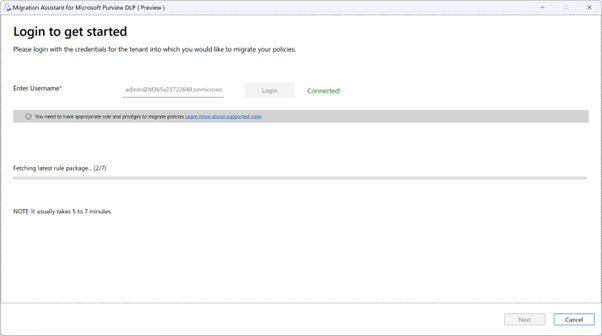 Migration Assistant for Microsoft Purview DLP ( Preview )
Login to get started
Please login with the credentials for the tenant into which you would like to migrate your policies.
Enter Username* admin@M365x23722648.onmicroso Login Connected!
You need to have appropriate role and priviliges to migrate policies Learn more about supported roles
Fetching latest rule package... (2/7)
NOTE: It usually takes 5 to 7 minutes.
Next Cancel